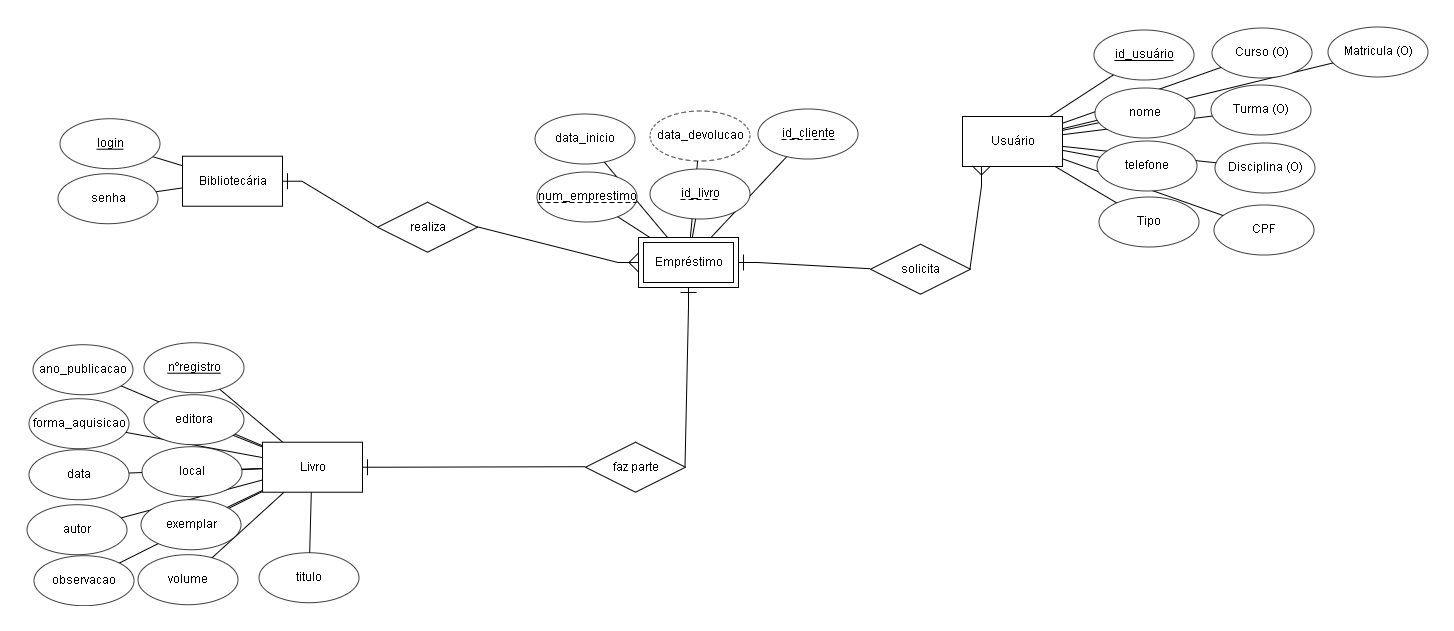 id_usuário
Curso (O)
Matricula (O)
nome
Turma (O)
Usuário
telefone
Disciplina (O)
Tipo
CPF
login
senha
Bibliotecária
realiza
data_inicio
data_devolucao
id_cliente
num_emprestimo
id_livro
Empréstimo
solicita
ano_publicacao
nºregistro
forma_aquisicao
editora
data
local
Livro
faz parte
autor
exemplar
observacao
volume
titulo